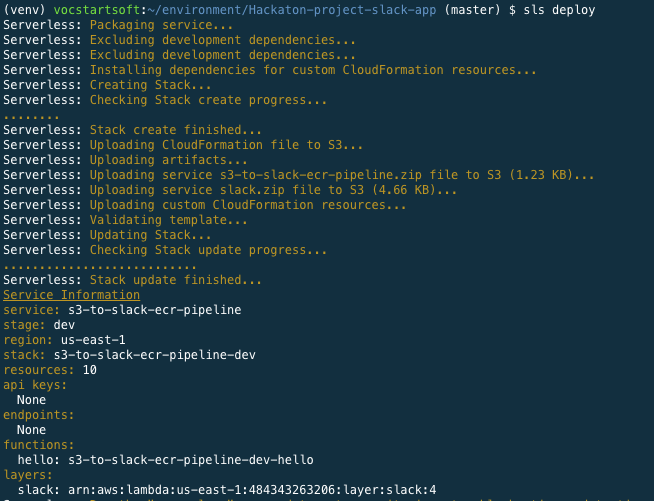 (venv) vocstartsoft:~/environment/Hackaton-project-slack-app (master) $ sls deploy
Serverless: Packaging service...
Serverless: Excluding development dependencies...
Serverless: Excluding development dependencies...
Serverless: Installing dependencies for custom CloudFormation resources...
Serverless: Creating Stack...
Serverless: Checking Stack create progress...
........
Serverless: Stack create finished...
Serverless: Uploading CloudFormation file to S3...
Serverless: Uploading artifacts...
Serverless: Uploading service s3-to-slack-ecr-pipeline.zip file to S3 (1.23 KB)...
Serverless: Uploading service slack.zip file to S3 (4.66 KB)...
Serverless: Uploading custom CloudFormation resources...
Serverless: Validating template...
Serverless: Updating Stack...
Serverless: Checking Stack update progress...
...........................
Serverless: Stack update finished...
Service Information
service: s3-to-slack-ecr-pipeline
stage: dev
region: us-east-1
stack: s3-to-slack-ecr-pipeline-dev
resources: 10
api keys:
  None
endpoints:
  None
functions:
  hello: s3-to-slack-ecr-pipeline-dev-hello
layers:
  slack: arn:aws:lambda:us-east-1:484343263206:layer:slack:4